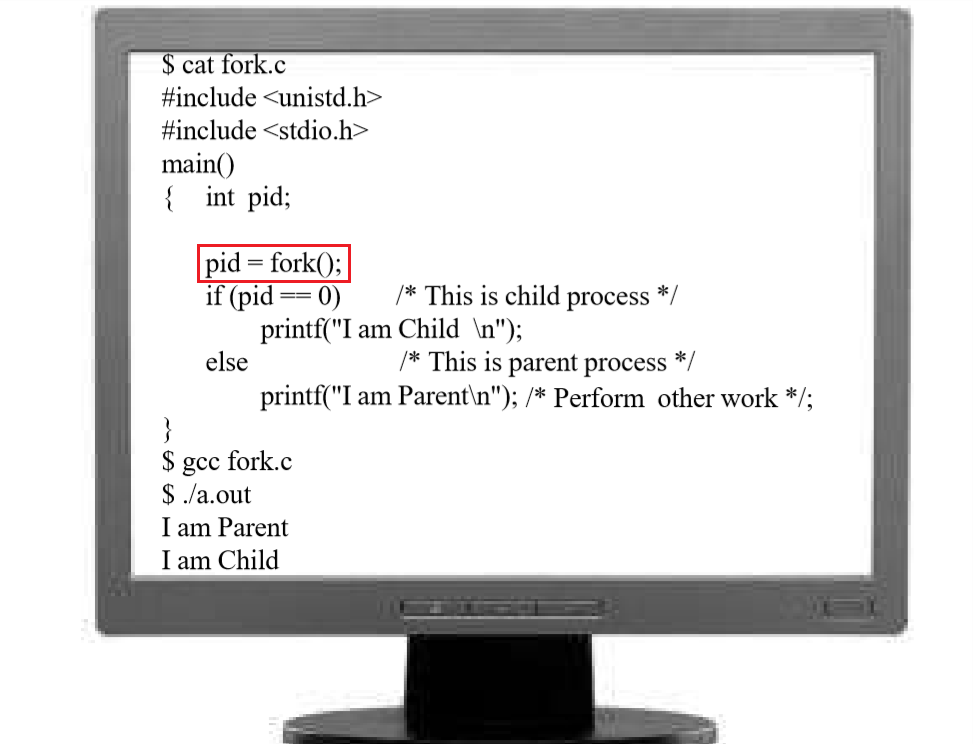 $ cat fork.c
#include <unistd.h>
#include <stdio.h>
main()
{ int pid;
pid = fork();
if (pid == 0) /* This is child process */
printf("I am Child \n");
else /* This is parent process */
printf("I am Parent\n"); /* Perform other work */;
}
$ gcc fork.c
$ ./a.out
I am Parent
I am Child